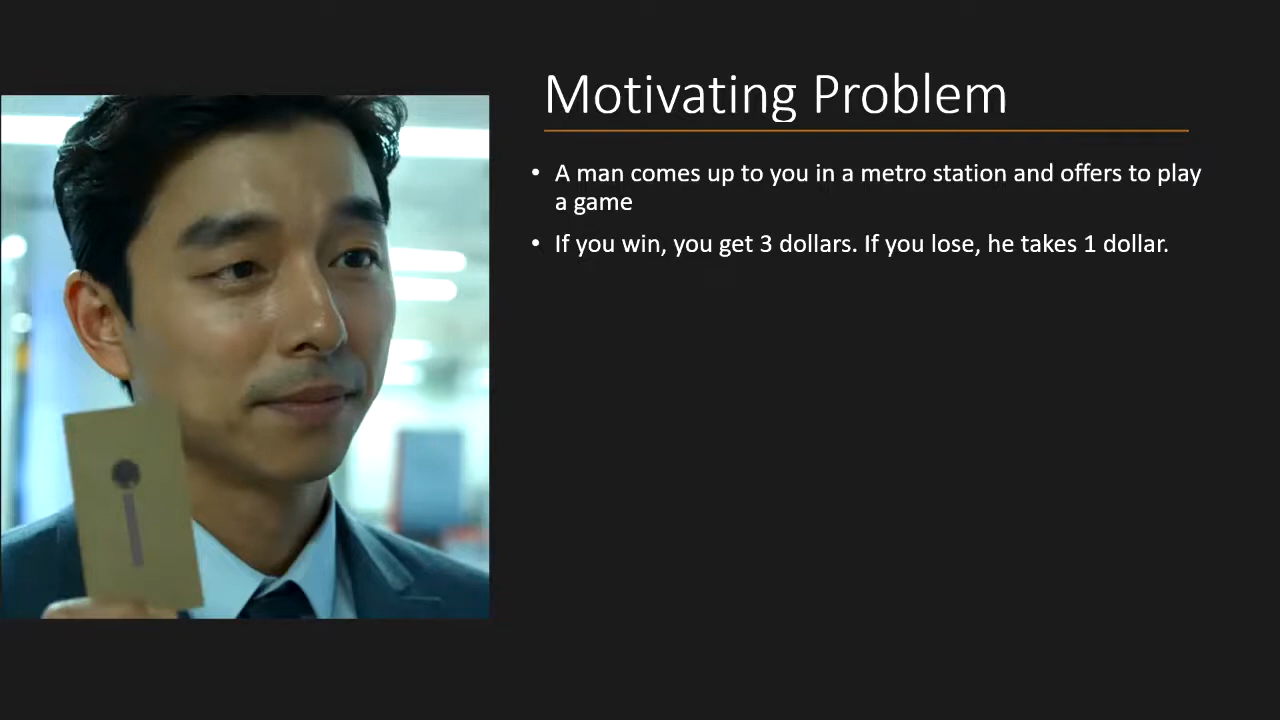 Motivating Problem
• A man comes up to you in a metro station and offers to play
a game
• If you win, you get 3 dollars. If you lose, he takes 1 dollar.